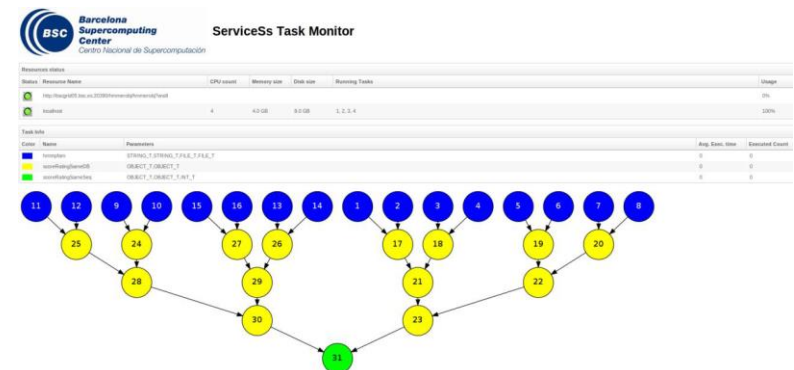 Barcelona
Supercomputing
Center
Centro Nacional de Supercomputación
BSC
ServiceSs Task Monitor
Resources status
Status Resource Name CPU count Memory size Disk size Running Tasks Usage
0%
localhost 4 4.0 GB 9.0 GB 1, 2, 3, 4 100%
Task Info
Color Name Parameters Avg. Exec. time Executed Count
hmmpfam STRING_T,STRING_T,FILE_T,FILE_T 0 0
scoreRatingSameDB OBJECT_T,OBJECT_T 0 0
scoreRatingSameSeq OBJECT_T,OBJECT_T,INT_T 0 0
11 12 9 10 15 16 13 14 1 2 3 4 5 6 7 8
25 24 27 26 17 18 19 20
28 29 21 22
30 23
31